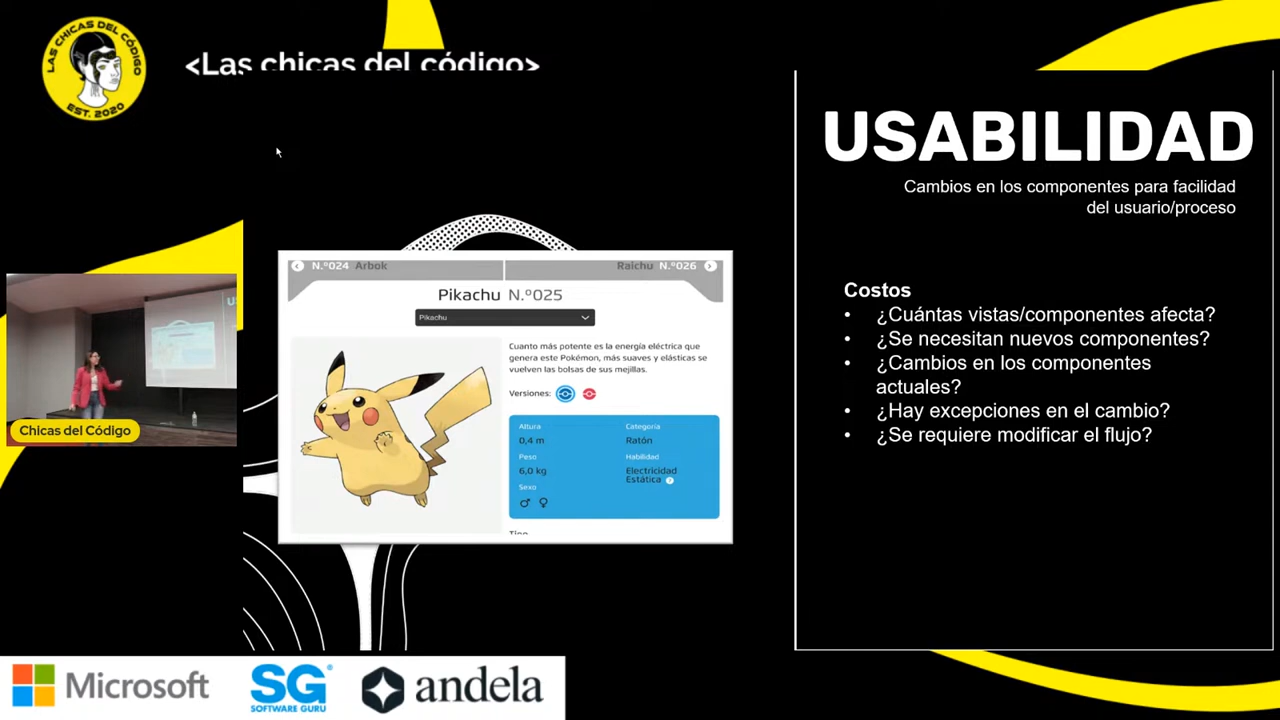 LAS CHICAS DEL CÓDIGO
EST. 2020
<Las chicas del código>
USABILIDAD
Cambios en los componentes para facilidad
del usuario/proceso
N.º024 Arbok
Raichu N.º026
Pikachu N.º025
Pikachu
Cuanto más potente es la energía eléctrica que
genera este Pokémon, más suaves y elásticas se
vuelven las bolsas de sus mejillas.
Versiones:
Altura
0,4 m
Peso
6,0 kg
Sexo
Categoría
Ratón
Habilidad
Electricidad
Estática
Tipo
Costos
• ¿Cuántas vistas/componentes afecta?
• ¿Se necesitan nuevos componentes?
• ¿Cambios en los componentes
actuales?
• ¿Hay excepciones en el cambio?
• ¿Se requiere modificar el flujo?
Chicas del Código
Microsoft
SG
SOFTWARE GURU
andela